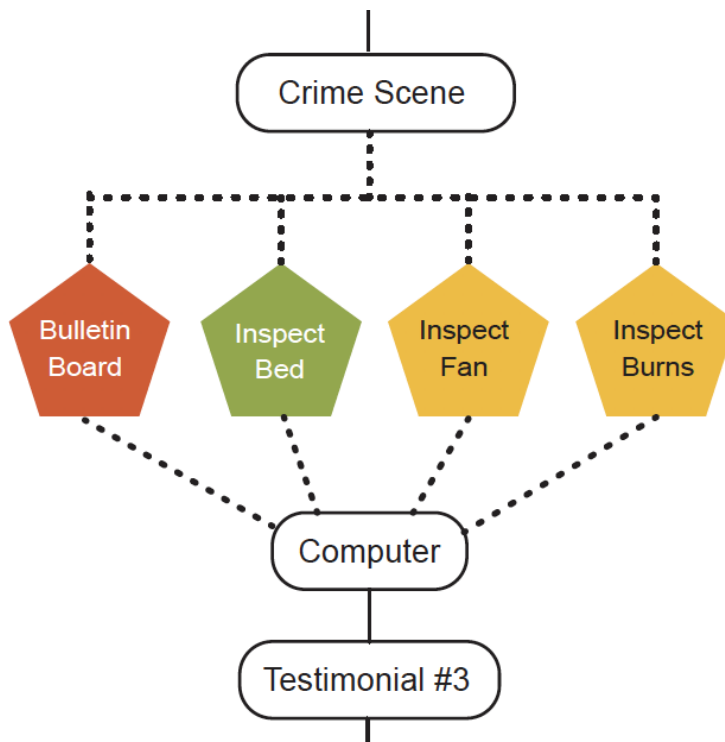 Crime Scene
Bulletin
Board
Inspect
Bed
Inspect
Fan
Inspect
Burns
Computer
Testimonial #3